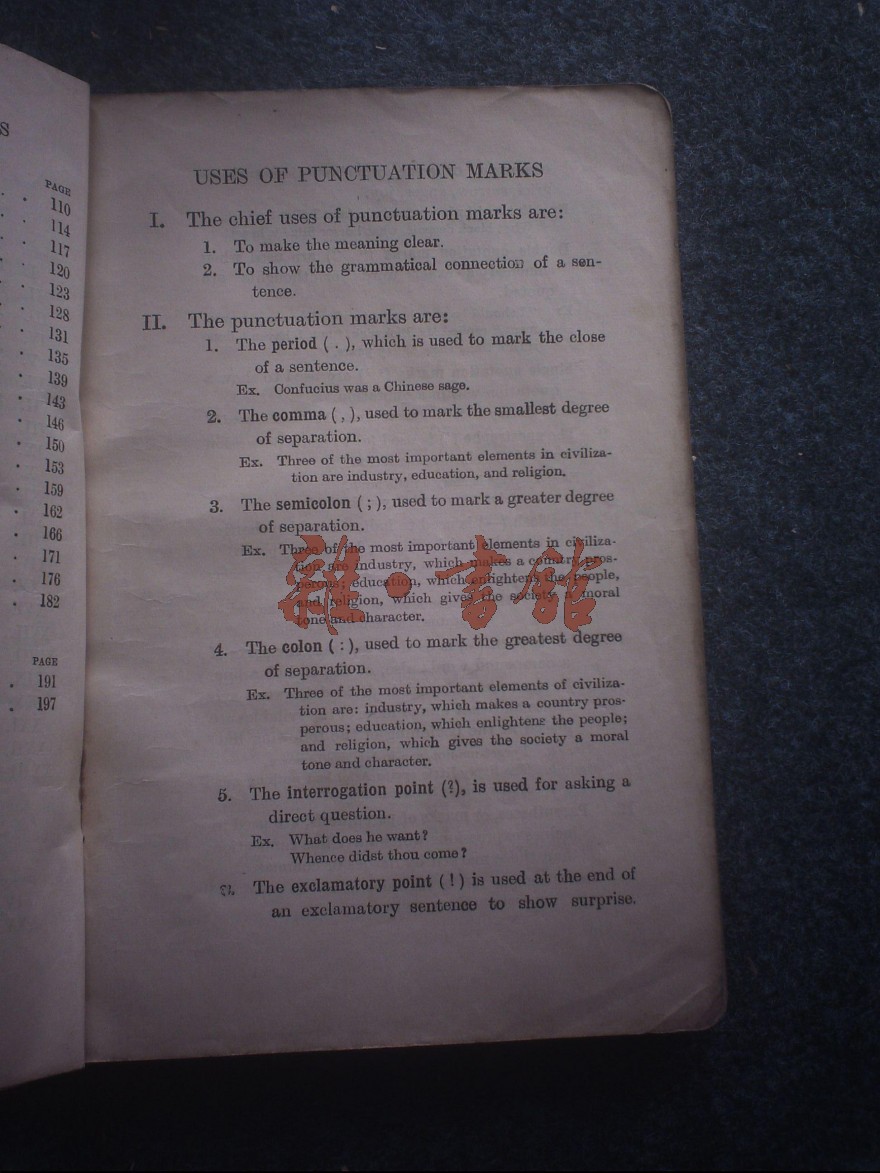 S
PAGE
110
114
117
120
123
128
131
135
139
143
146
150
153
159
162
166
171
176
182
PAGE
191
197
USES OF PUNCTUATION MARKS
I. The chief uses of punctuation marks are:
1. To make the meaning clear.
2. To show the grammatical connection of a sen-
tence.
II. The punctuation marks are:
1. The period ( . ), which is used to mark the close
of a sentence.
Ex. Confucius was a Chinese sage.
2. The comma ( , ), used to mark the smallest degree
of separation.
Ex. Three of the most important elements in civiliza-
tion are industry, education, and religion.
3. The semicolon ( ; ), used to mark a greater degree
of separation.
Ex. Three of the most important elements in civiliza-
tion are industry, which makes a country pros-
perous; education, which enlightens the people,
and religion, which gives the society a moral
tone and character.
雜·書館
4. The colon ( : ), used to mark the greatest degree
of separation.
Ex. Three of the most important elements of civiliza-
tion are: industry, which makes a country pros-
perous; education, which enlightens the people;
and religion, which gives the society a moral
tone and character.
5. The interrogation point (?), is used for asking a
direct question.
Ex. What does he want?
Whence didst thou come?
The exclamatory point ( ! ) is used at the end of
an exclamatory sentence to show surprise.